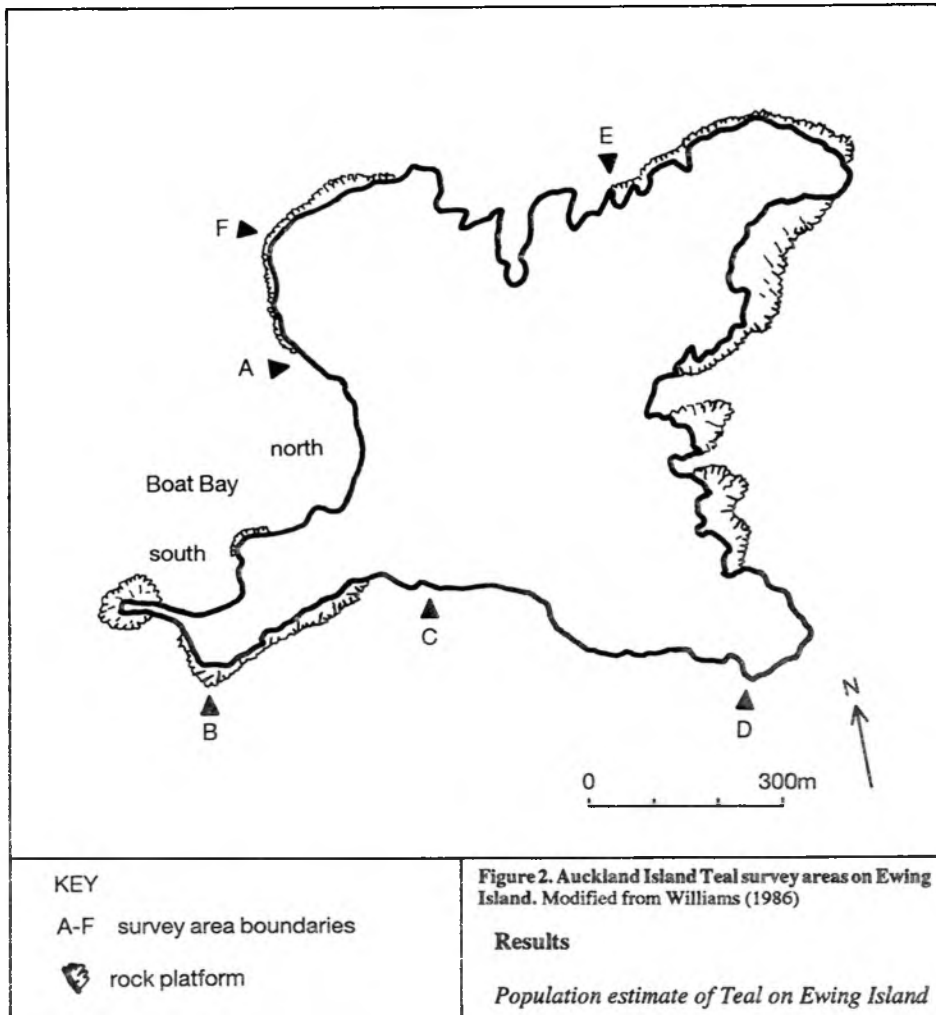 E
F
A
north
Boat Bay
south
C
B
D
N
0 300m
KEY
A-F survey area boundaries
rock platform
Figure 2. Auckland Island Teal survey areas on Ewing
Island. Modified from Williams (1986)
Results
Population estimate of Teal on Ewing Island